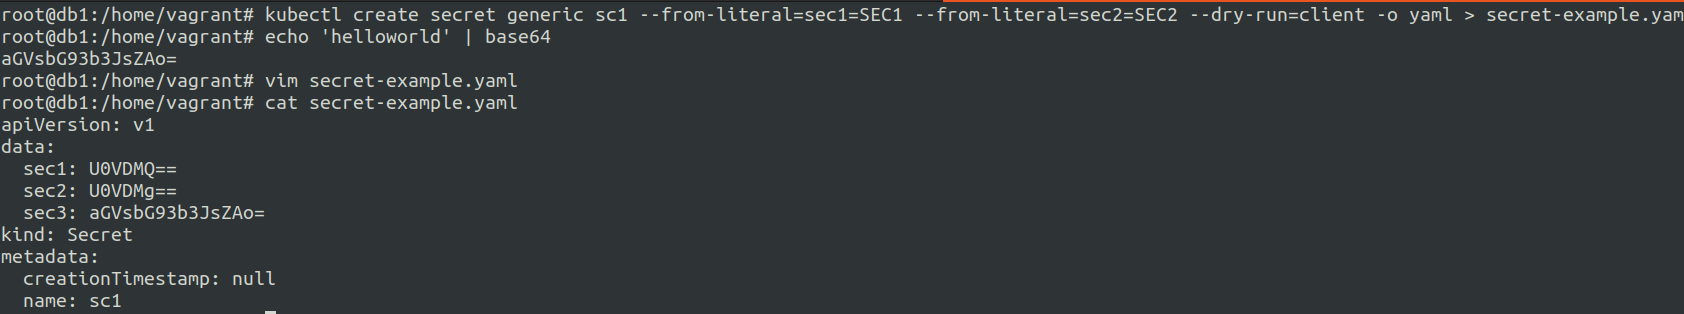 root@db1:/home/vagrant# kubectl create secret generic sc1 --from-literal=sec1=SEC1 --from-literal=sec2=SEC2 --dry-run=client -o yaml > secret-example.yam
root@db1:/home/vagrant# echo 'helloworld' | base64
aGVsbG93b3JsZAo=
root@db1:/home/vagrant# vim secret-example.yaml
root@db1:/home/vagrant# cat secret-example.yaml
apiVersion: v1
data:
  sec1: U0VDMQ==
  sec2: U0VDMg==
  sec3: aGVsbG93b3JsZAo=
kind: Secret
metadata:
  creationTimestamp: null
  name: sc1